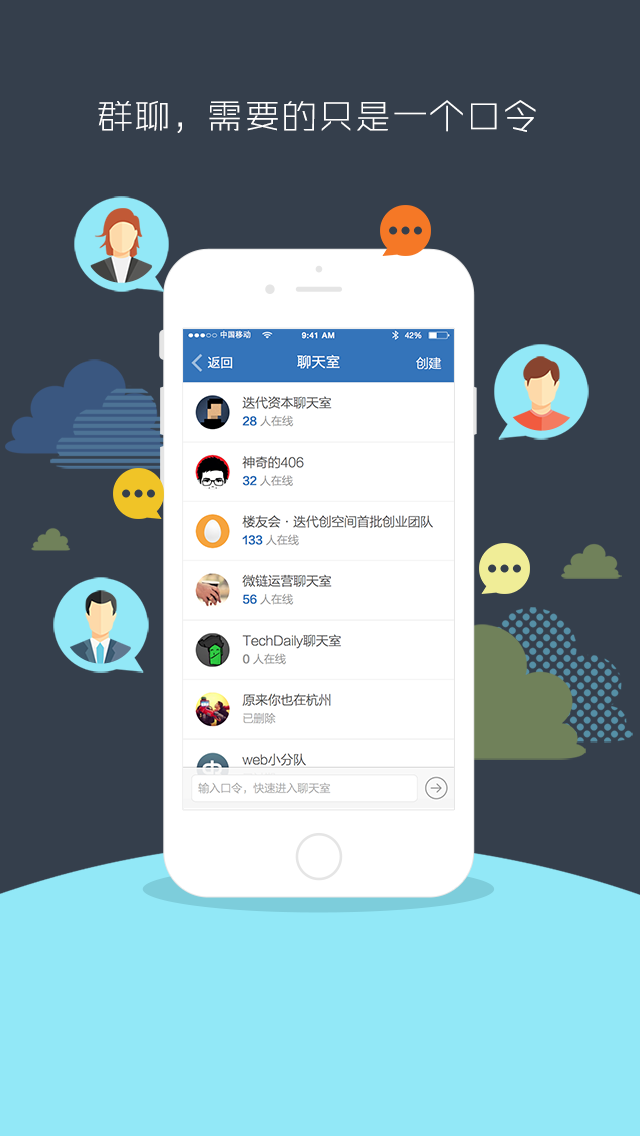 群聊，需要的只是一个口令
中国移动 9:41 AM 42%
返回 聊天室 创建
迭代资本聊天室
28 人在线
神奇的406
32 人在线
楼友会 · 迭代创空间首批创业团队
133 人在线
微链运营聊天室
56 人在线
TechDaily聊天室
0 人在线
原来你也在杭州
已删除
web小分队
输入口令，快速进入聊天室